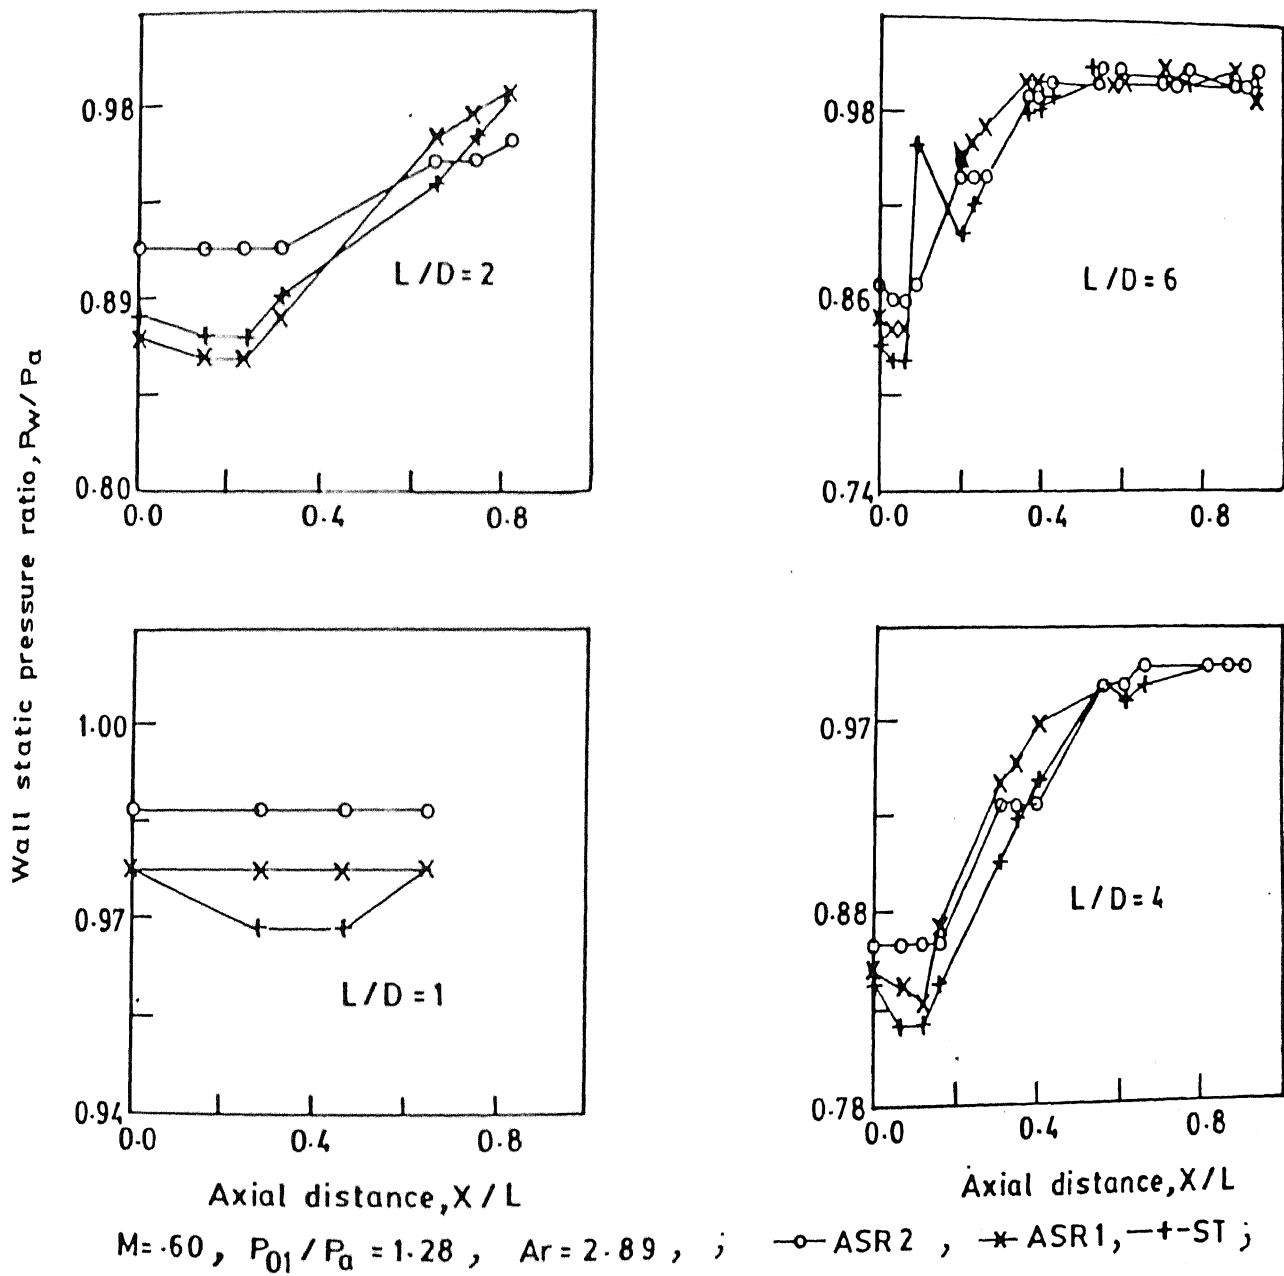 Wall static pressure ratio, Pw/Pa
0.98
0.89
0.80
0.0 0.4 0.8
L/D=2
0.98
0.86
0.74
0.0 0.4 0.8
L/D=6
1.00
0.97
0.94
0.0 0.4 0.8
L/D=1
Axial distance, X/L
0.97
0.88
0.78
0.0 0.4 0.8
L/D=4
Axial distance, X/L
M=.60, P01/Pa =1.28, Ar=2.89, ; -o- ASR2, -x- ASR1, -+-ST ;